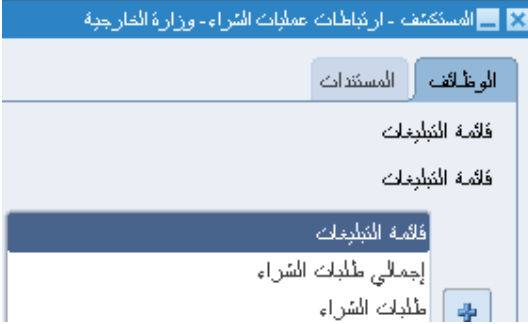 المستكشف - ارتباطات عمليات الشراء - وزارة الخارجية
الوظائف المستندات
قائمة التبليغات
قائمة التبليغات
قائمة التبليغات
إجمالي طلبات الشراء
طلبات الشراء